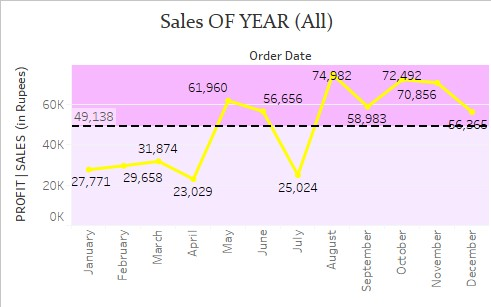 Sales OF YEAR (All)
Order Date
PROFIT | SALES (in Rupees)
60K
40K
20K
0K
49,138
27,771
29,658
31,874
23,029
61,960
56,656
25,024
74,982
58,983
72,492
70,856
56,365
January
February
March
April
May
June
July
August
September
October
November
December